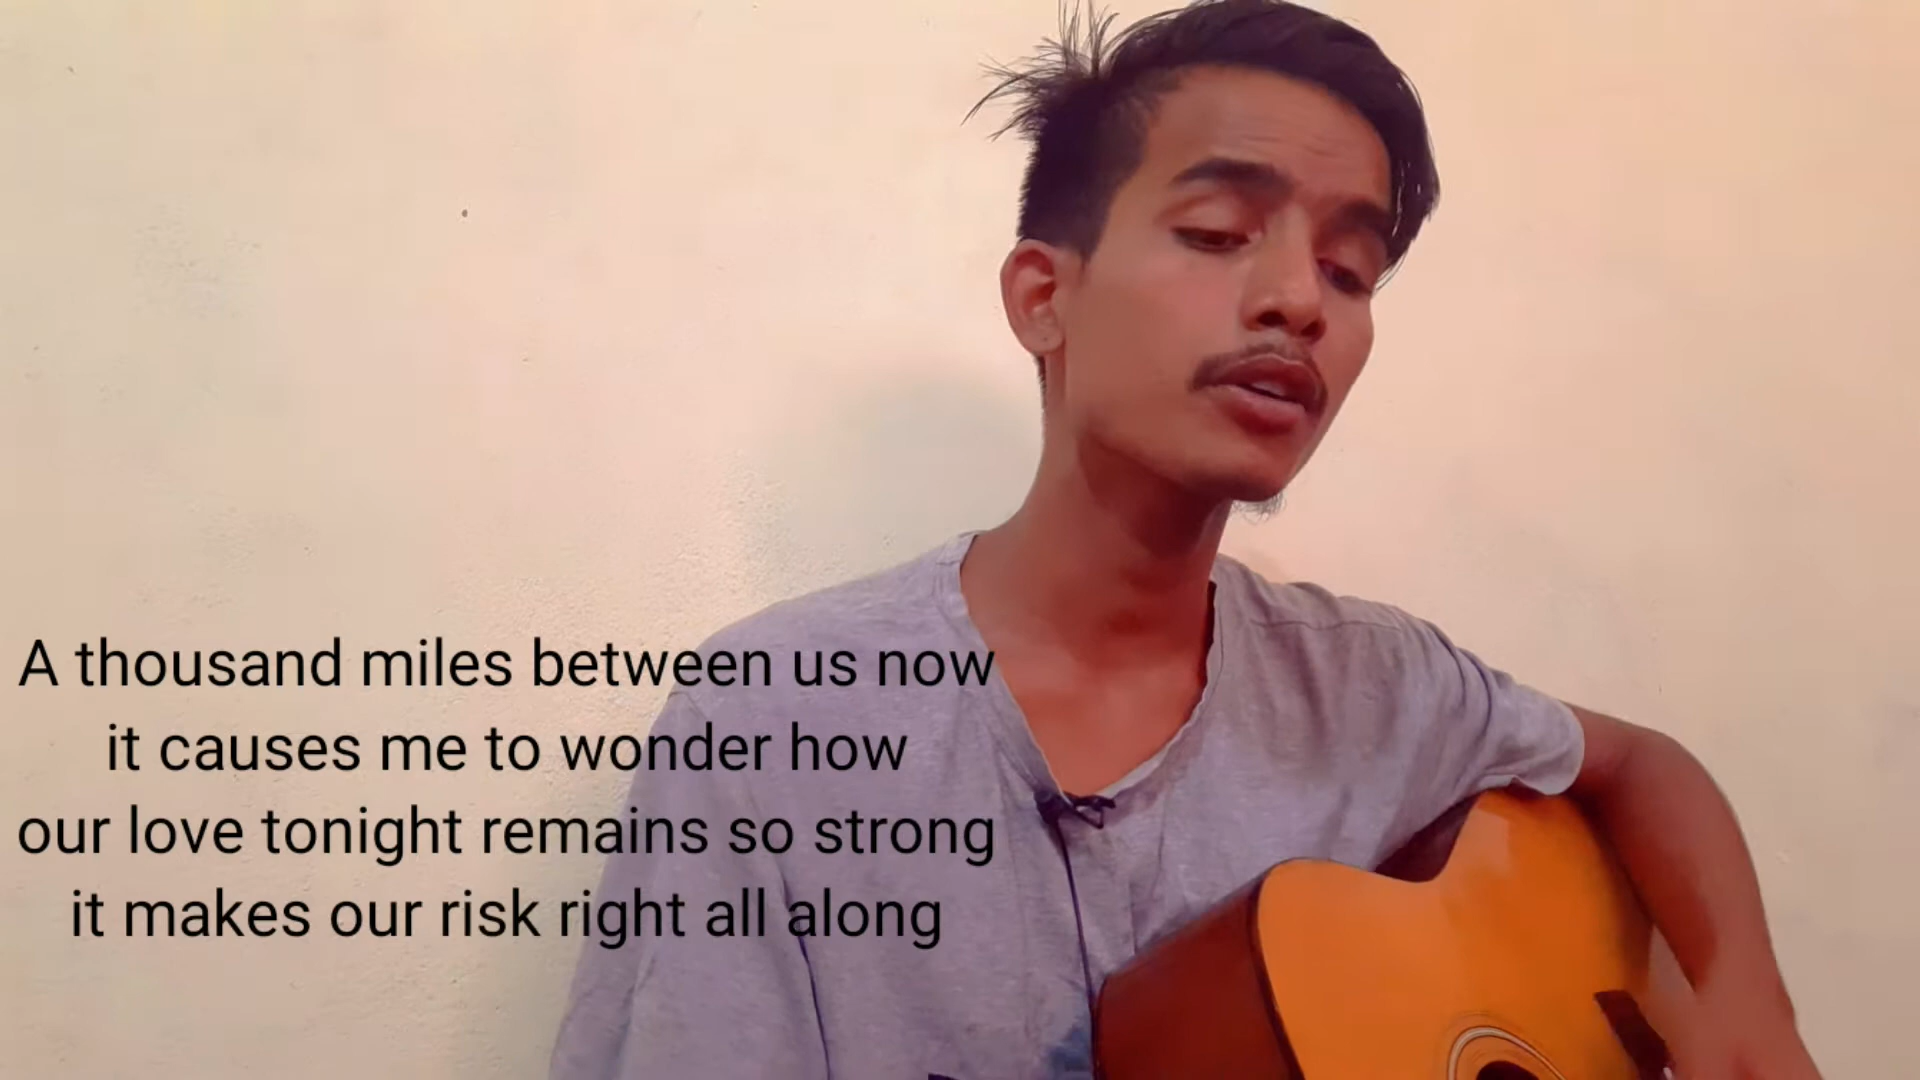 A thousand miles between us now
it causes me to wonder how
our love tonight remains so strong
it makes our risk right all along